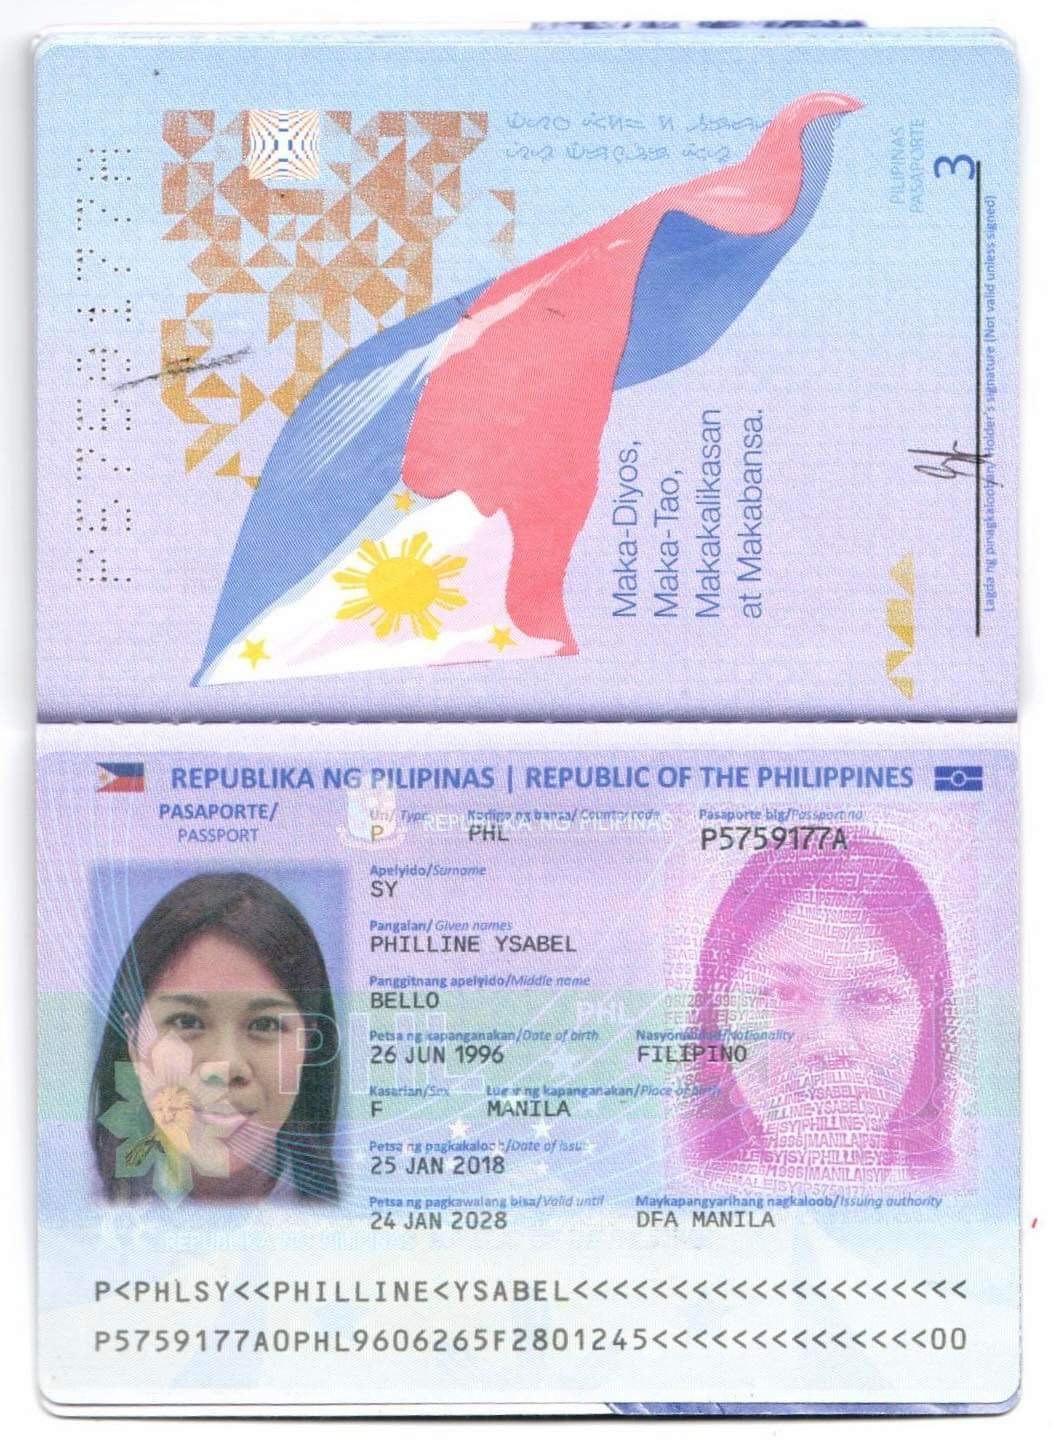 PILIPINAS
PASAPORTE
3
Maka-Diyos,
Maka-Tao,
Makakalikasan
at Makabansa.
Lagda ng pinagkalooban/ Holder's signature (Not valid unless signed)
P5759177A
REPUBLIKA NG PILIPINAS | REPUBLIC OF THE PHILIPPINES
PASAPORTE/
PASSPORT
Uri/ Type
Kodigo ng bansa/ Country code
Pasaporte blg/Passport no
P
PHL
P5759177A
REPUBLIKA NG PILIPINAS
Apelyido/Surname
SY
Pangalan/ Given names
PHILLINE YSABEL
Panggitnang apelyido/Middle name
BELLO
PHL
PHL
Petsa ng kapanganakan/Date of birth
Nasyonalidad/Nationality
26 JUN 1996
FILIPINO
Kasarian/Sex
Lugar ng kapanganakan/Place of birth
F
MANILA
Petsa ng pagkakaloob/Date of issue
25 JAN 2018
Petsa ng pagkawalang bisa/Valid until
Maykapangyarihang nagkaloob/Issuing authority
24 JAN 2028
DFA MANILA
P<PHLSY<<PHILLINE<YSABEL<<<<<<<<<<<<<<<<<<<<
P5759177A0PHL9606265F2801245<<<<<<<<<<<<<<00